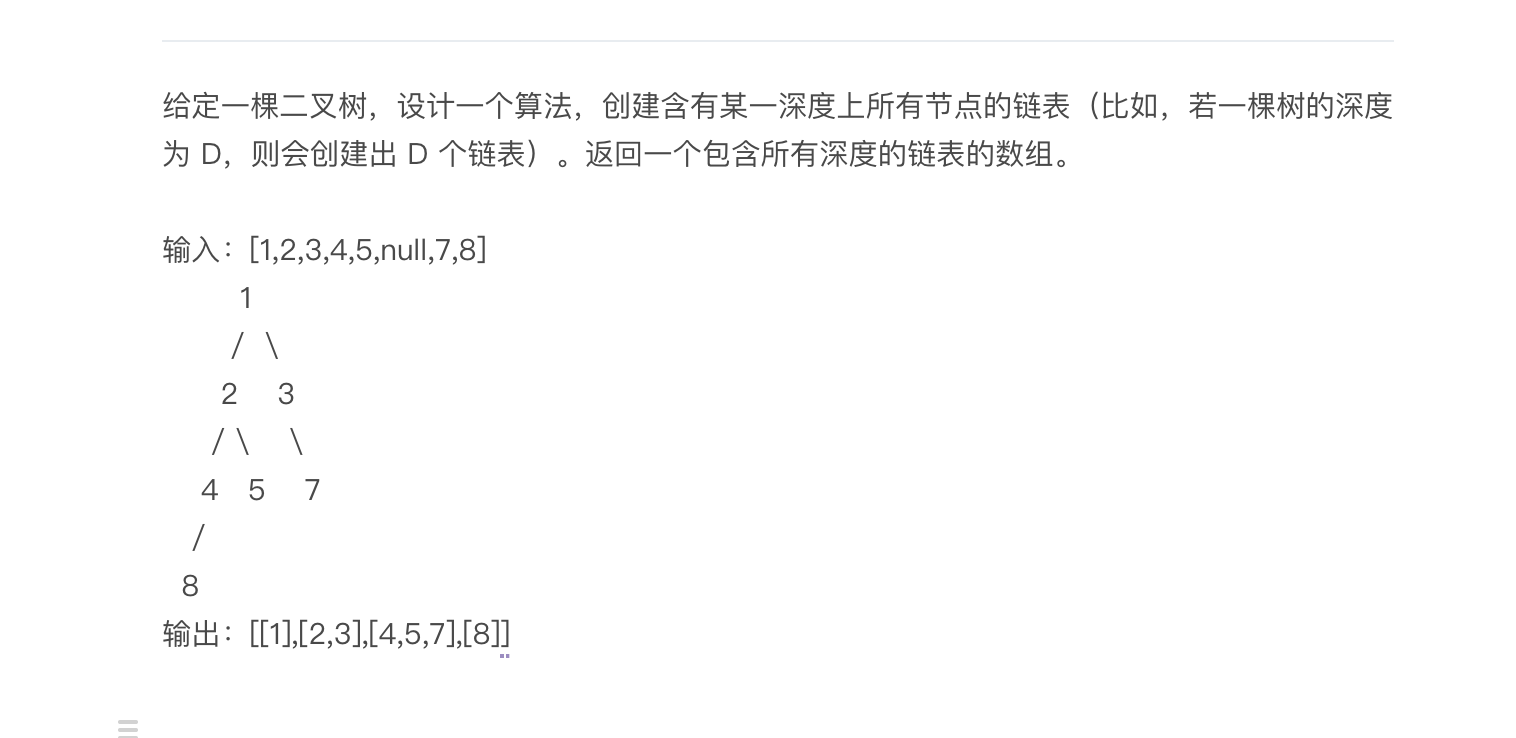 给定一棵二叉树，设计一个算法，创建含有某一深度上所有节点的链表（比如，若一棵树的深度
为 D，则会创建出 D 个链表）。返回一个包含所有深度的链表的数组。
输入：[1,2,3,4,5,null,7,8]
1
/ \
2 3
/ \ \
4 5 7
/
8
输出：[[1],[2,3],[4,5,7],[8]]